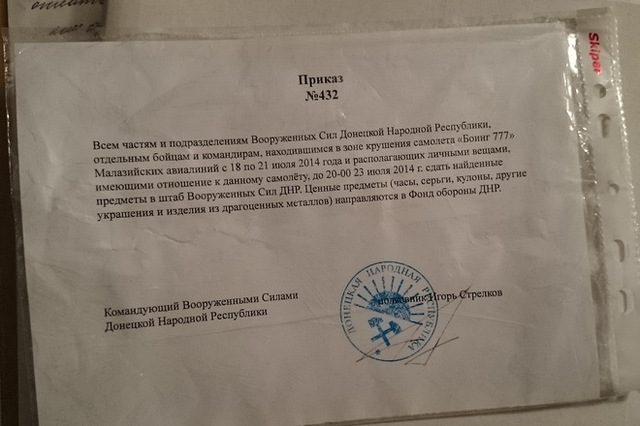 Skiper
Приказ
№432
Всем частям и подразделениям Вооруженных Сил Донецкой Народной Республики,
отдельным бойцам и командирам, находившимся в зоне крушения самолета «Боинг 777»
Малазийских авиалиний с 18 по 21 июля 2014 года и располагающих личными вещами,
имеющими отношение к данному самолёту, до 20-00 23 июля 2014 г. сдать найденные
предметы в штаб Вооруженных Сил ДНР. Ценные предметы (часы, серьги, кулоны, другие
украшения и изделия из драгоценных металлов) направляются в Фонд обороны ДНР.
Командующий Вооруженными Силами
Донецкой Народной Республики
полковник Игорь Стрелков
ДОНЕЦКАЯ НАРОДНАЯ РЕСПУБЛИКА